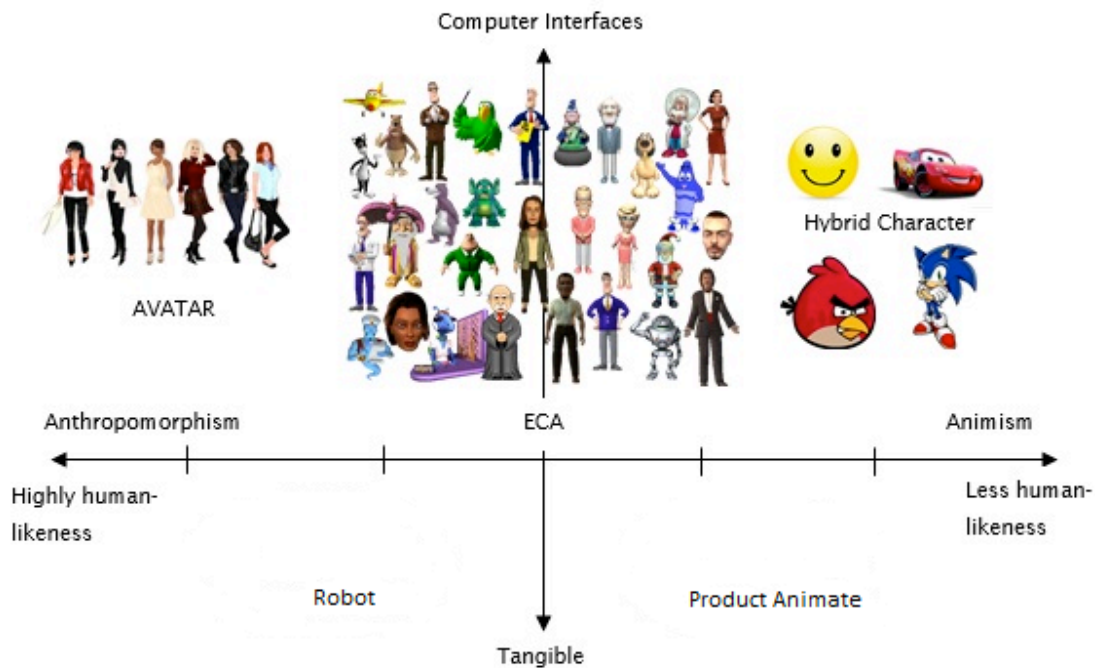 Computer Interfaces
Hybrid Character
AVATAR
Anthropomorphism
ECA
Animism
Highly human-
likeness
Less human-
likeness
Robot
Product Animate
Tangible